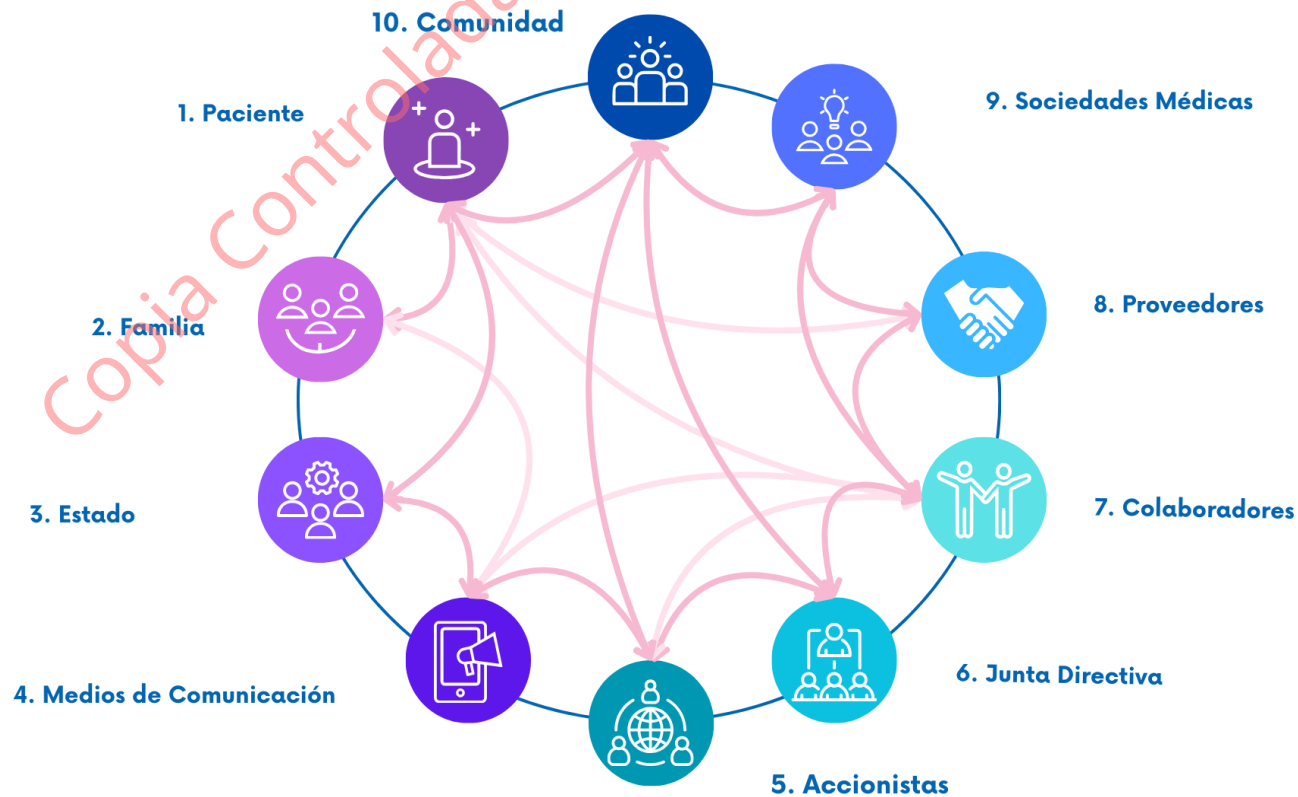 10. Comunidad
1. Paciente
9. Sociedades Médicas
2. Familia
8. Proveedores
3. Estado
7. Colaboradores
4. Medios de Comunicación
6. Junta Directiva
5. Accionistas
Copia Controlada